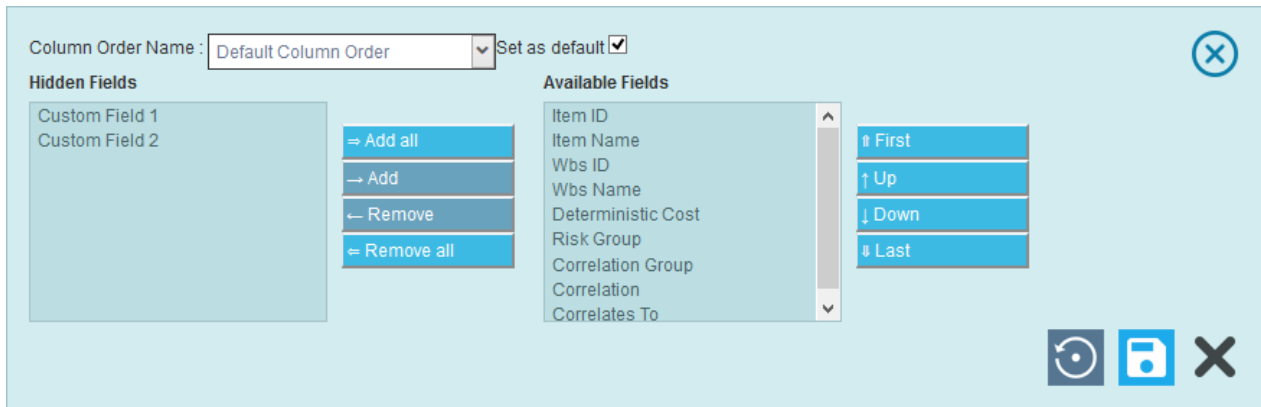 Column Order Name : Default Column Order Set as default
Hidden Fields
Custom Field 1
Custom Field 2
⇒ Add all
→ Add
← Remove
⇐ Remove all
Available Fields
Item ID
Item Name
Wbs ID
Wbs Name
Deterministic Cost
Risk Group
Correlation Group
Correlation
Correlates To
⇑ First
↑ Up
↓ Down
⇓ Last